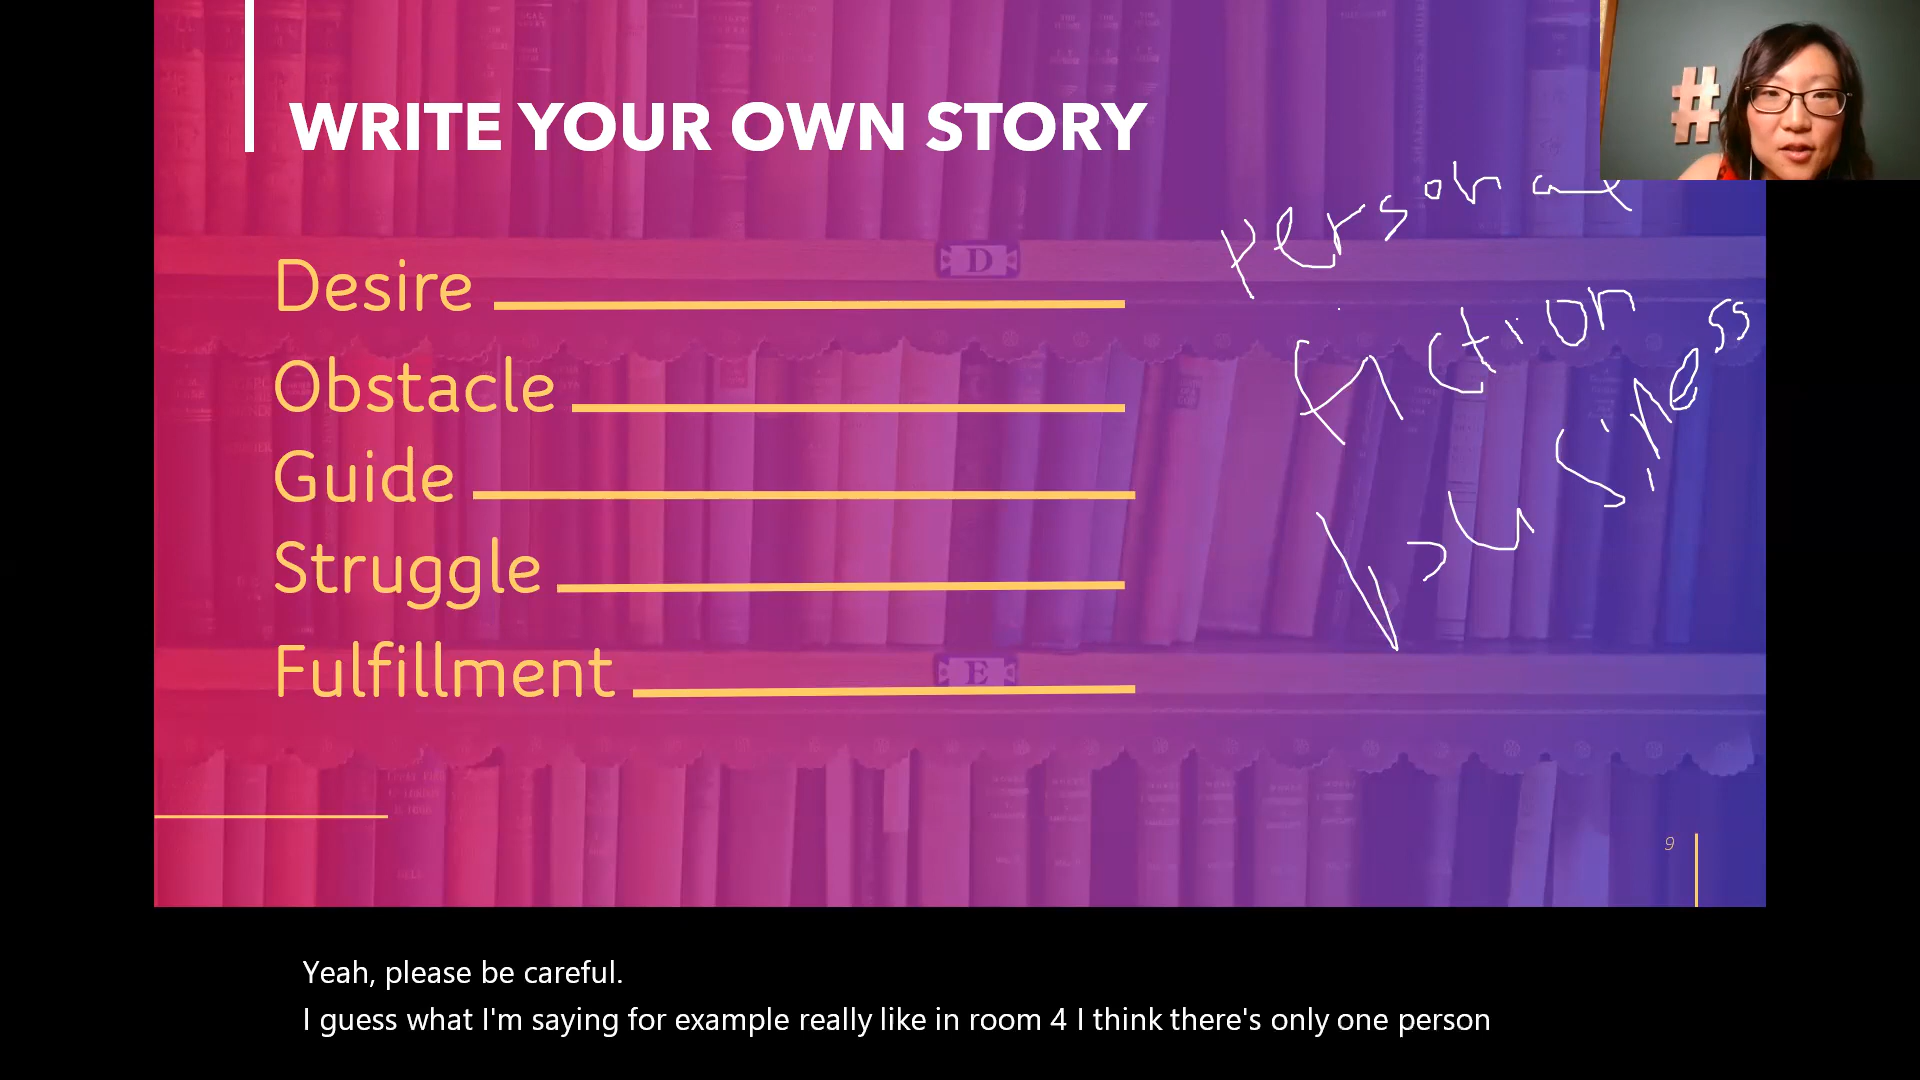 WRITE YOUR OWN STORY
Personal
Desire
D
Fiction
Obstacle
business
Guide
Struggle
Fulfillment
E
9
Yeah, please be careful.
I guess what I'm saying for example really like in room 4 I think there's only one person